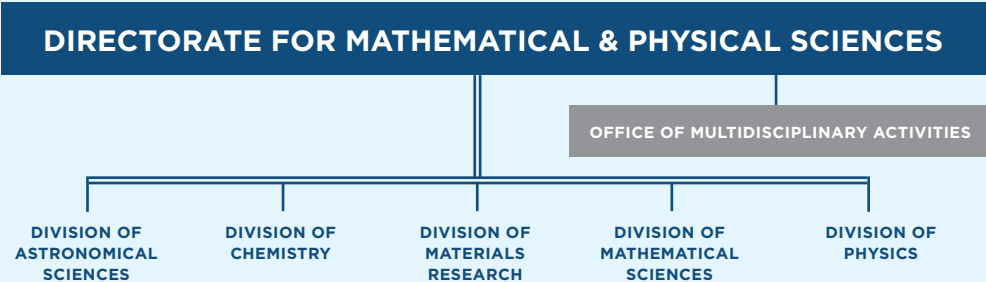 DIRECTORATE FOR MATHEMATICAL & PHYSICAL SCIENCES
OFFICE OF MULTIDISCIPLINARY ACTIVITIES
DIVISION OF
ASTRONOMICAL
SCIENCES
DIVISION OF
CHEMISTRY
DIVISION OF
MATERIALS
RESEARCH
DIVISION OF
MATHEMATICAL
SCIENCES
DIVISION OF
PHYSICS